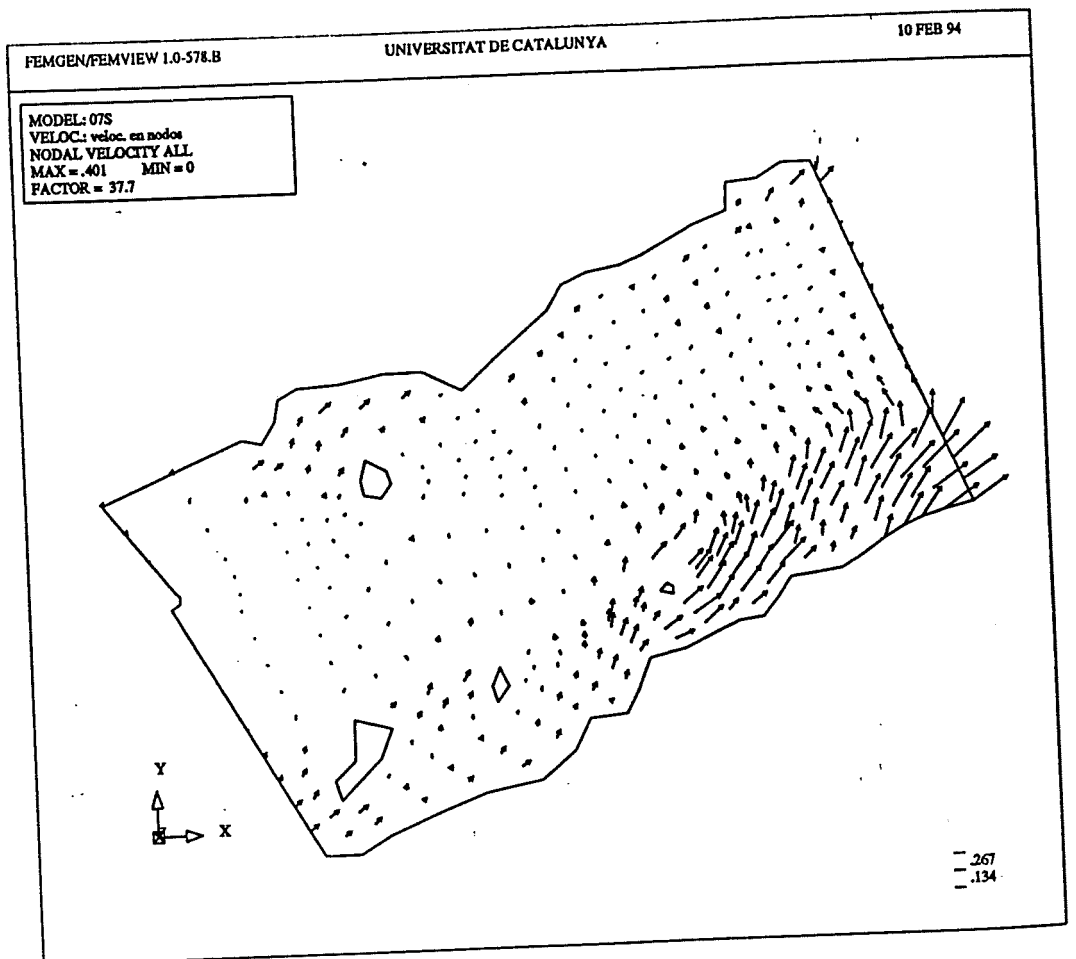 FEMGEN/FEMVIEW 1.0-578.B
UNIVERSITAT DE CATALUNYA
10 FEB 94
MODEL: 07S
VELOC.: veloc. en nodos
NODAL VELOCITY ALL
MAX = .401 MIN = 0
FACTOR = 37.7
Y
X
.267
.134